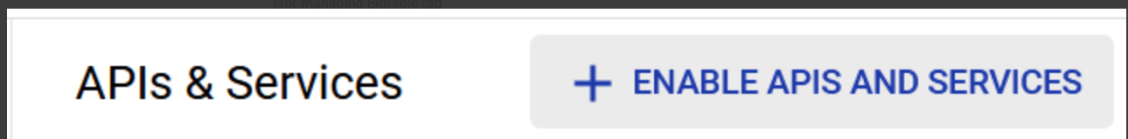 APIs & Services
+ ENABLE APIS AND SERVICES